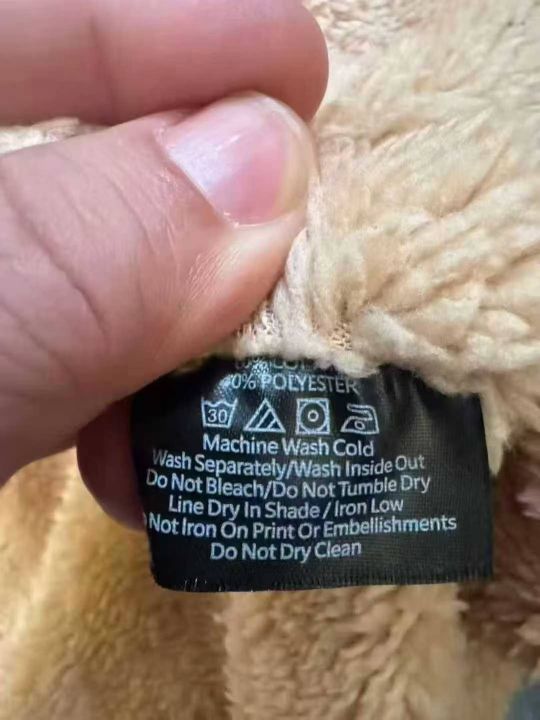 0% POLYESTER
30
Machine Wash Cold
Wash Separately/Wash Inside Out
Do Not Bleach/Do Not Tumble Dry
Line Dry In Shade / Iron Low
Not Iron On Print Or Embellishments
Do Not Dry Clean